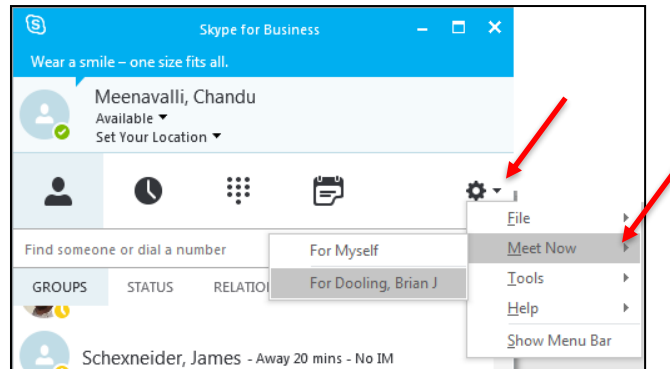 Skype for Business
Wear a smile – one size fits all.
Meenavalli, Chandu
Available
Set Your Location
File
Find someone or dial a number
For Myself
Meet Now
GROUPS
STATUS
For Dooling, Brian J
Tools
Help
Show Menu Bar
Schexneider, James - Away 20 mins - No IM